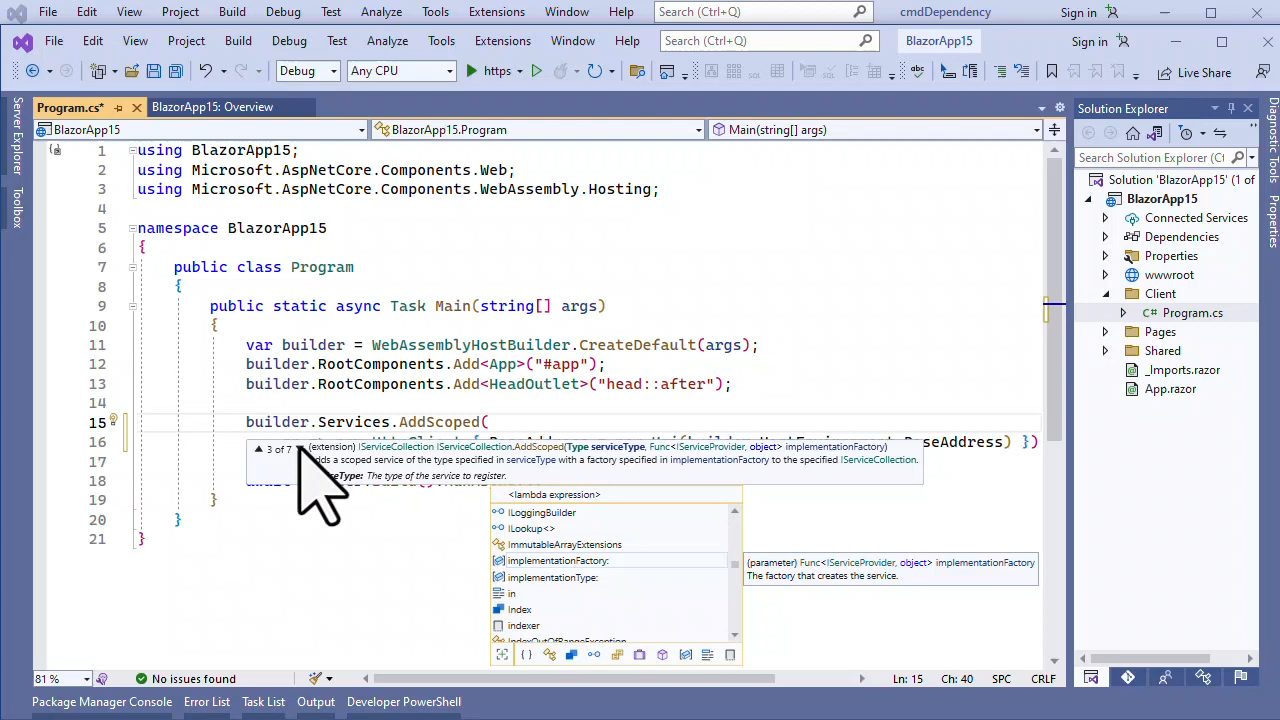 File Edit View Project Build Debug Test Analyze Tools Extensions Window Help Search (Ctrl+Q) cmdDependency Sign in
File Edit View Project Build Debug Test Analyze Tools Extensions Window Help Search (Ctrl+Q) BlazorApp15 Sign in
Debug Any CPU https Live Share
Program.cs* BlazorApp15: Overview
BlazorApp15 BlazorApp15.Program Main(string[] args)
Server Explorer
Toolbox
1 using BlazorApp15;
2 using Microsoft.AspNetCore.Components.Web;
3 using Microsoft.AspNetCore.Components.WebAssembly.Hosting;
4
5 namespace BlazorApp15
6 {
7 public class Program
8 {
9 public static async Task Main(string[] args)
10 {
11 var builder = WebAssemblyHostBuilder.CreateDefault(args);
12 builder.RootComponents.Add<App>("#app");
13 builder.RootComponents.Add<HeadOutlet>("head::after");
14
15 builder.Services.AddScoped(
16 BaseAddress) })
17
18
19 }
20 }
21 }
3 of 7 (extension) IServiceCollection IServiceCollection.AddScoped(Type serviceType, Func<IServiceProvider, object> implementationFactory)
dds a scoped service of the type specified in serviceType with a factory specified in implementationFactory to the specified IServiceCollection.
ceType: The type of the service to register.
<lambda expression>
ILoggingBuilder
ILookup<>
ImmutableArrayExtensions
implementationFactory:
implementationType:
in
Index
indexer
IndexOutOfRangeException
(parameter) Func<IServiceProvider, object> implementationFactory
The factory that creates the service.
Solution Explorer
Search Solution Explorer (Ct
Solution 'BlazorApp15' (1 of
BlazorApp15
Connected Services
Dependencies
Properties
wwwroot
Client
C# Program.cs
Pages
Shared
_Imports.razor
App.razor
Diagnostic Tools
Properties
81 % No issues found Ln: 15 Ch: 40 SPC CRLF
Package Manager Console Error List Task List Output Developer PowerShell